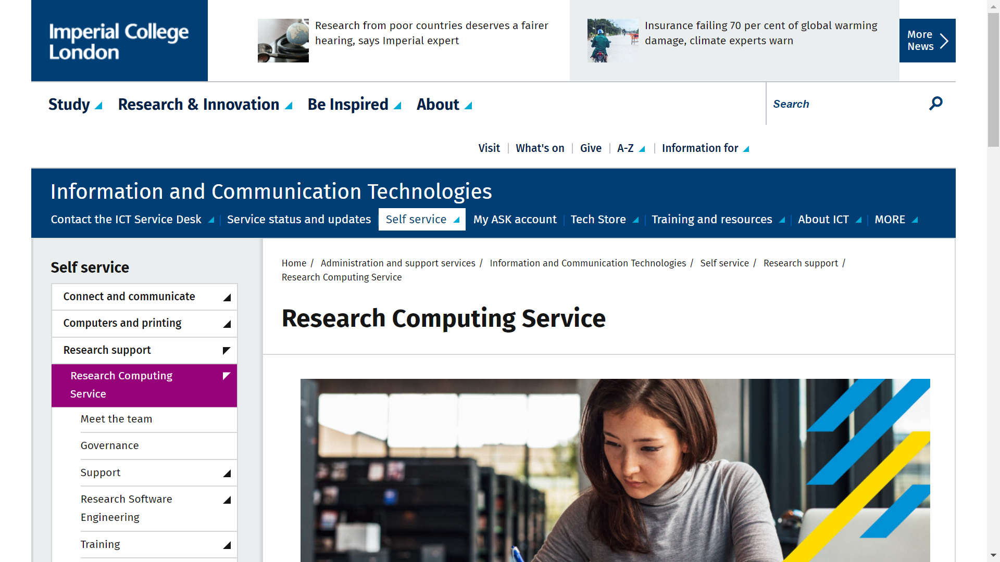 Imperial College
London
Research from poor countries deserves a fairer
hearing, says Imperial expert
Insurance failing 70 per cent of global warming
damage, climate experts warn
More
News
Study
Research & Innovation
Be Inspired
About
Search
Visit
What's on
Give
A-Z
Information for
Information and Communication Technologies
Contact the ICT Service Desk
Service status and updates
Self service
My ASK account
Tech Store
Training and resources
About ICT
MORE
Self service
Connect and communicate
Computers and printing
Research support
Research Computing
Service
Meet the team
Governance
Support
Research Software
Engineering
Training
Home / Administration and support services / Information and Communication Technologies / Self service / Research support /
Research Computing Service
Research Computing Service